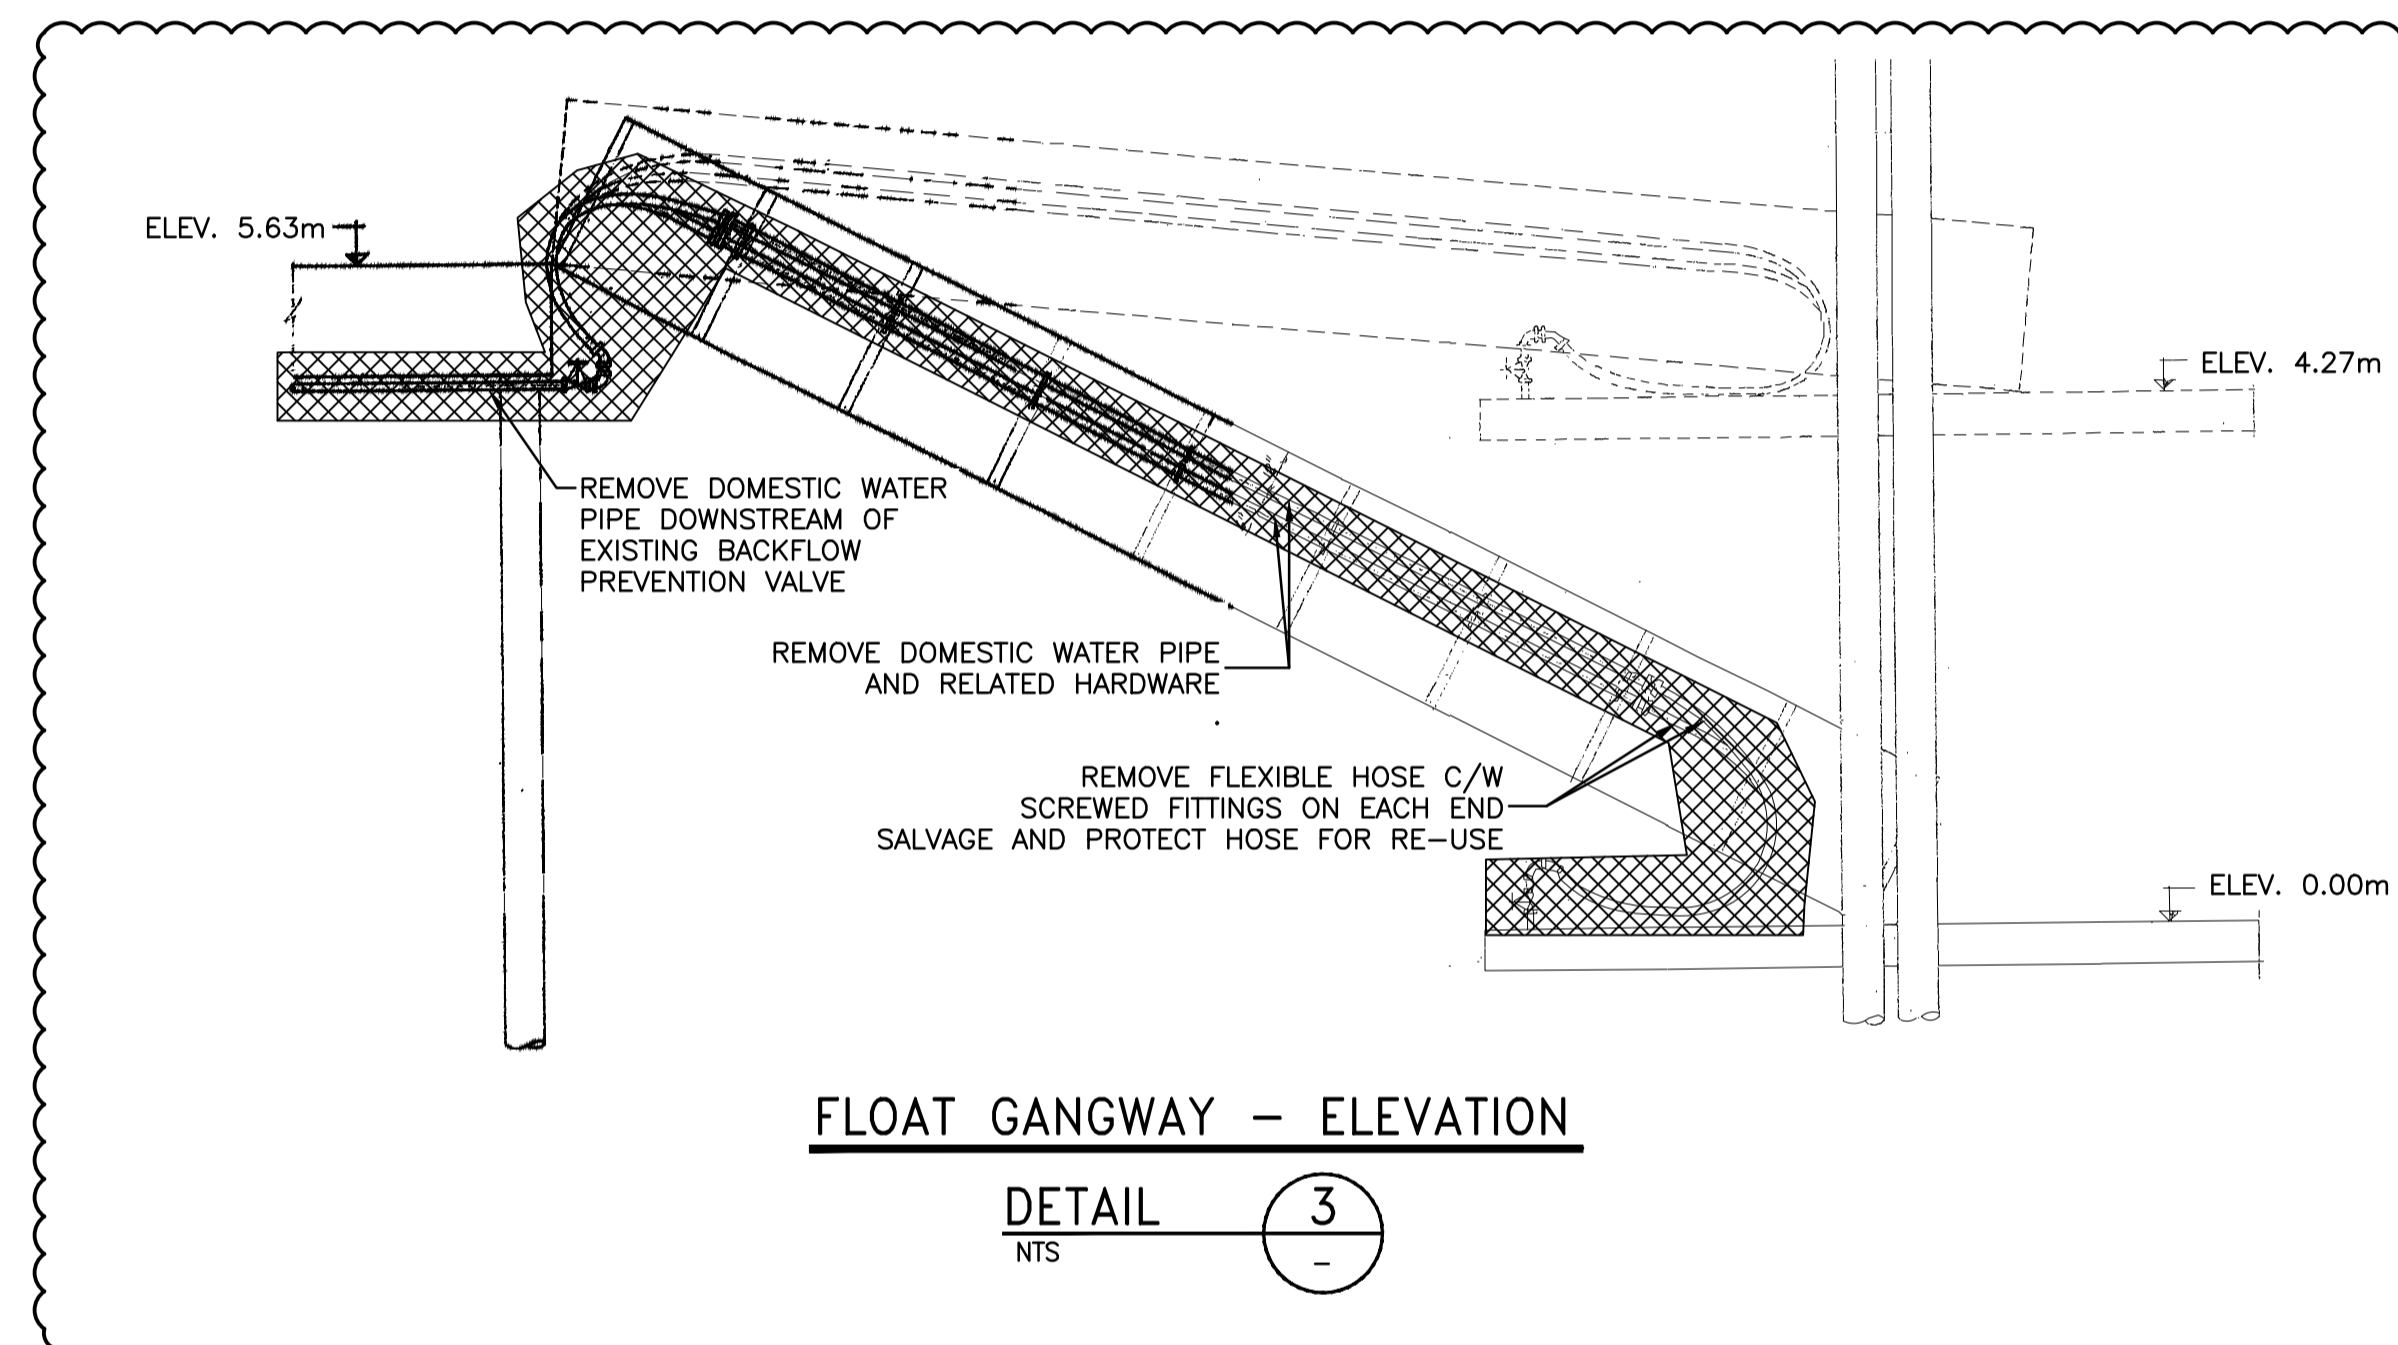 ELEV. 5.63m
ELEV. 4.27m
REMOVE DOMESTIC WATER
PIPE DOWNSTREAM OF
EXISTING BACKFLOW
PREVENTION VALVE
REMOVE DOMESTIC WATER PIPE
AND RELATED HARDWARE
REMOVE FLEXIBLE HOSE C/W
SCREWED FITTINGS ON EACH END
SALVAGE AND PROTECT HOSE FOR RE-USE
ELEV. 0.00m
FLOAT GANGWAY - ELEVATION
DETAIL
3
NTS
-